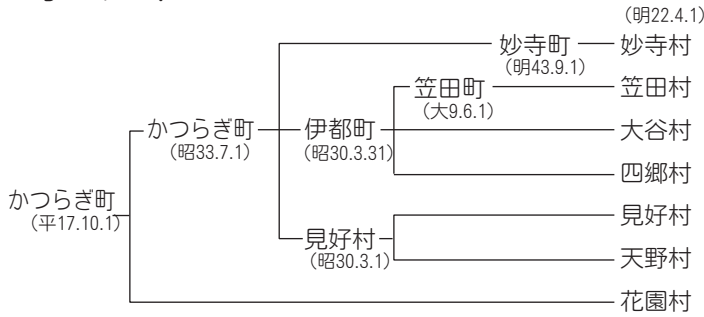 (明22.4.1)
妙寺町 妙寺村
(明43.9.1)
笠田町 笠田村
(大9.6.1)
かつらぎ町 伊都町 大谷村
(昭33.7.1) (昭30.3.31)
四郷村
かつらぎ町 見好村
(平17.10.1)
見好村
(昭30.3.1) 天野村
花園村